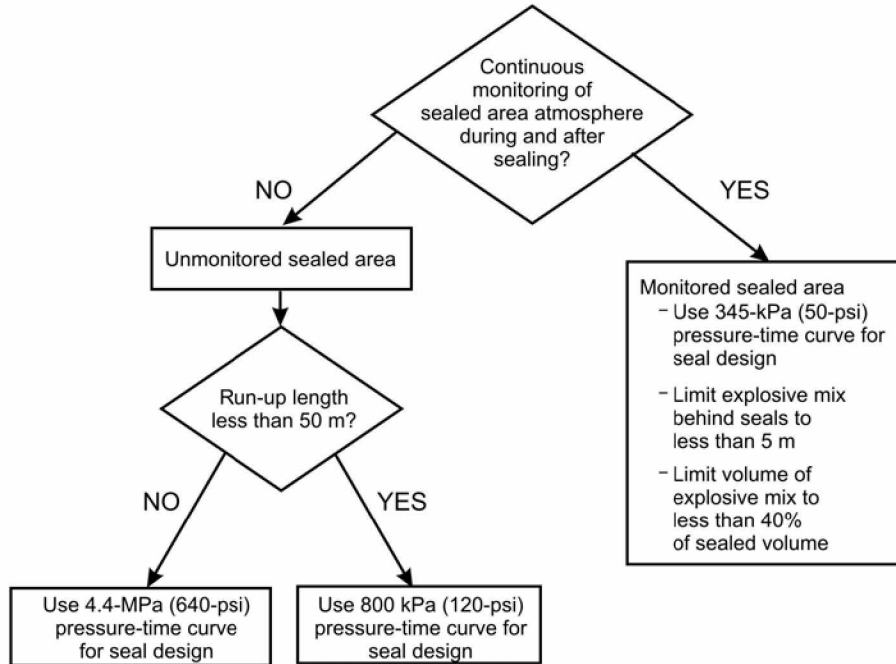 Continuous
monitoring of
sealed area atmosphere
during and after
sealing?
NO
YES
Unmonitored sealed area
Monitored sealed area
- Use 345-kPa (50-psi)
pressure-time curve for
seal design
- Limit explosive mix
behind seals to
less than 5 m
- Limit volume of
explosive mix to
less than 40%
of sealed volume
Run-up length
less than 50 m?
NO
YES
Use 4.4-MPa (640-psi)
pressure-time curve
for seal design
Use 800 kPa (120-psi)
pressure-time curve for
seal design